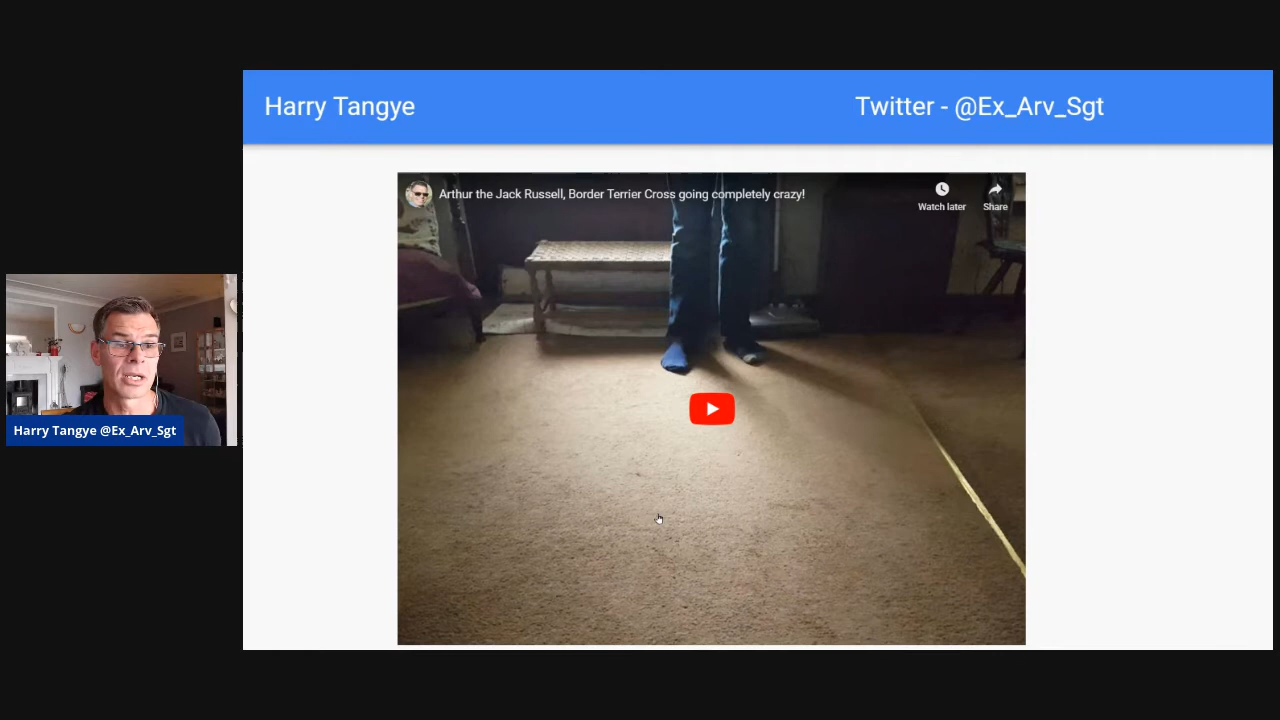 Harry Tangye
Twitter - @Ex_Arv_Sgt
Arthur the Jack Russell, Border Terrier Cross going completely crazy!
Watch later
Share
Harry Tangye @Ex_Arv_Sgt